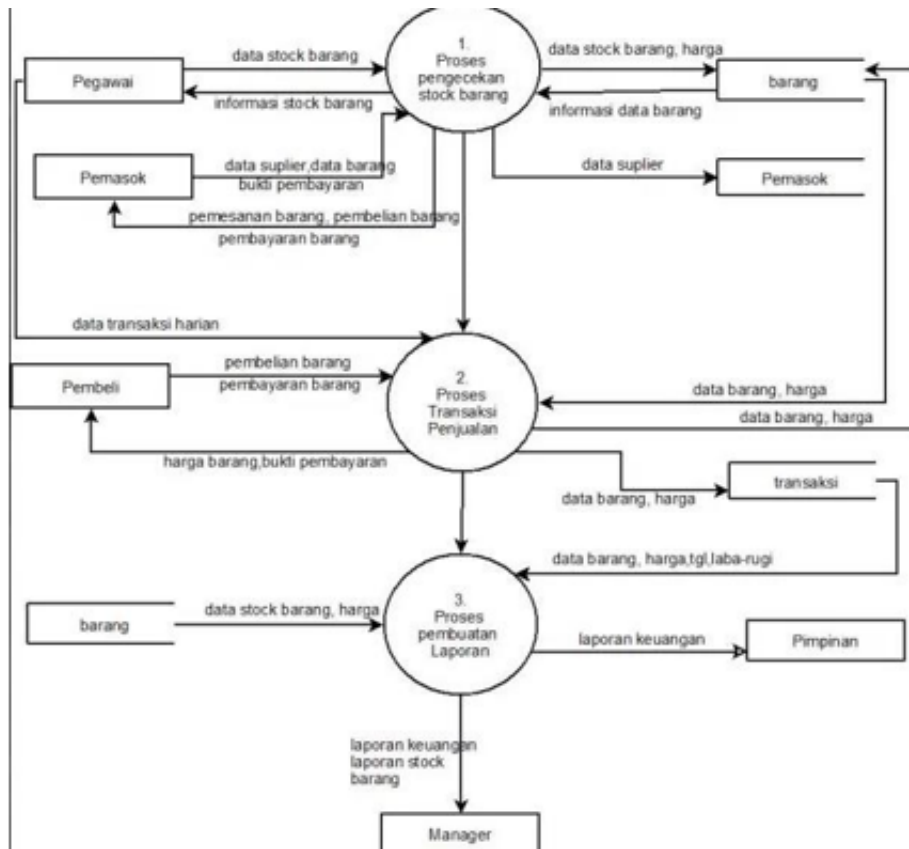 1.
Proses
pengecekan
stock barang
data stock barang
Pegawai
informasi stock barang
data stock barang, harga
barang
informasi data barang
Pemasok
data suplier,data barang
bukti pembayaran
data suplier
Pemasok
pemesanan barang, pembelian barang
pembayaran barang
data transaksi harian
pembelian barang
Pembeli
pembayaran barang
2.
Proses
Transaksi
Penjualan
data barang, harga
data barang, harga
harga barang,bukti pembayaran
transaksi
data barang, harga
data barang, harga,tgl,laba-rugi
barang
data stock barang, harga
3.
Proses
pembuatan
Laporan
laporan keuangan
Pimpinan
laporan keuangan
laporan stock
barang
Manager